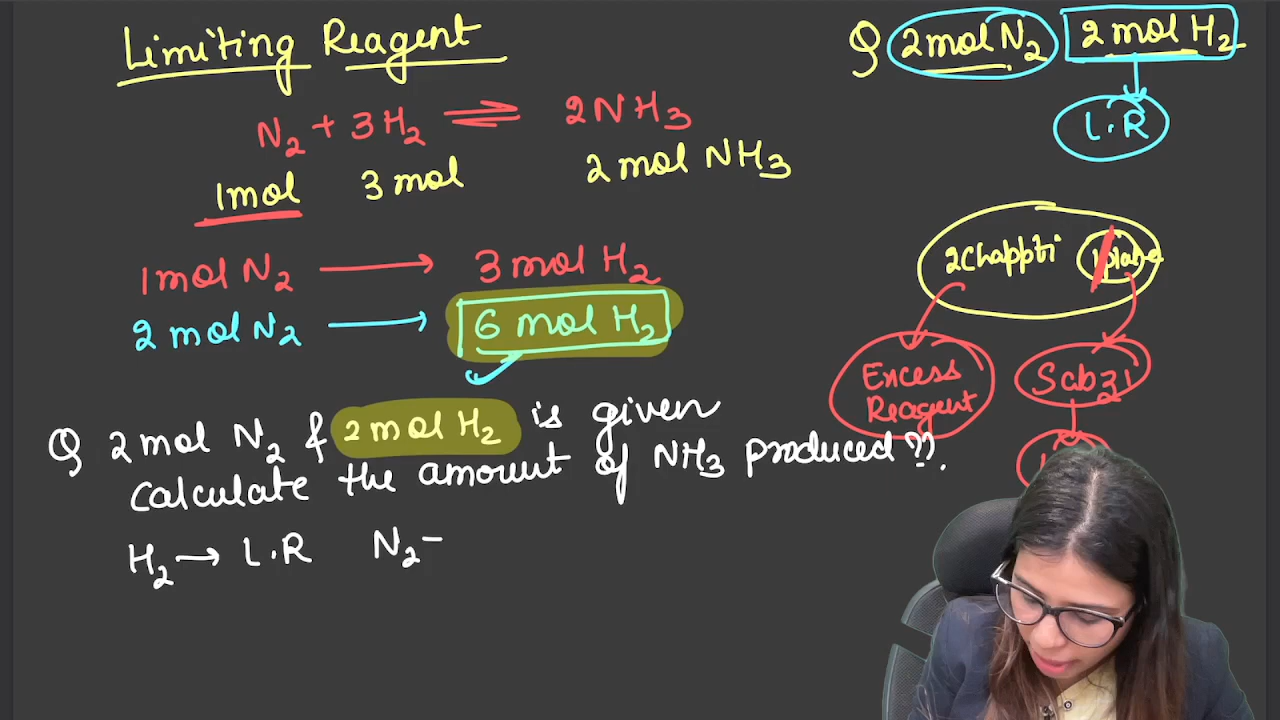 Limiting Reagent
Q 2mol N2 2 mol H2
L.R
N2 + 3H2 ⇌ 2NH3
1mol 3 mol 2 mol NH3
2Chappti
1mol N2 → 3 mol H2
2 mol N2 → 6 mol H2
Excess
Reagent
Sabzi
Q 2 mol N2 & 2 mol H2 is given
Calculate the amount of NH3 produced??.
H2 → L.R N2 -